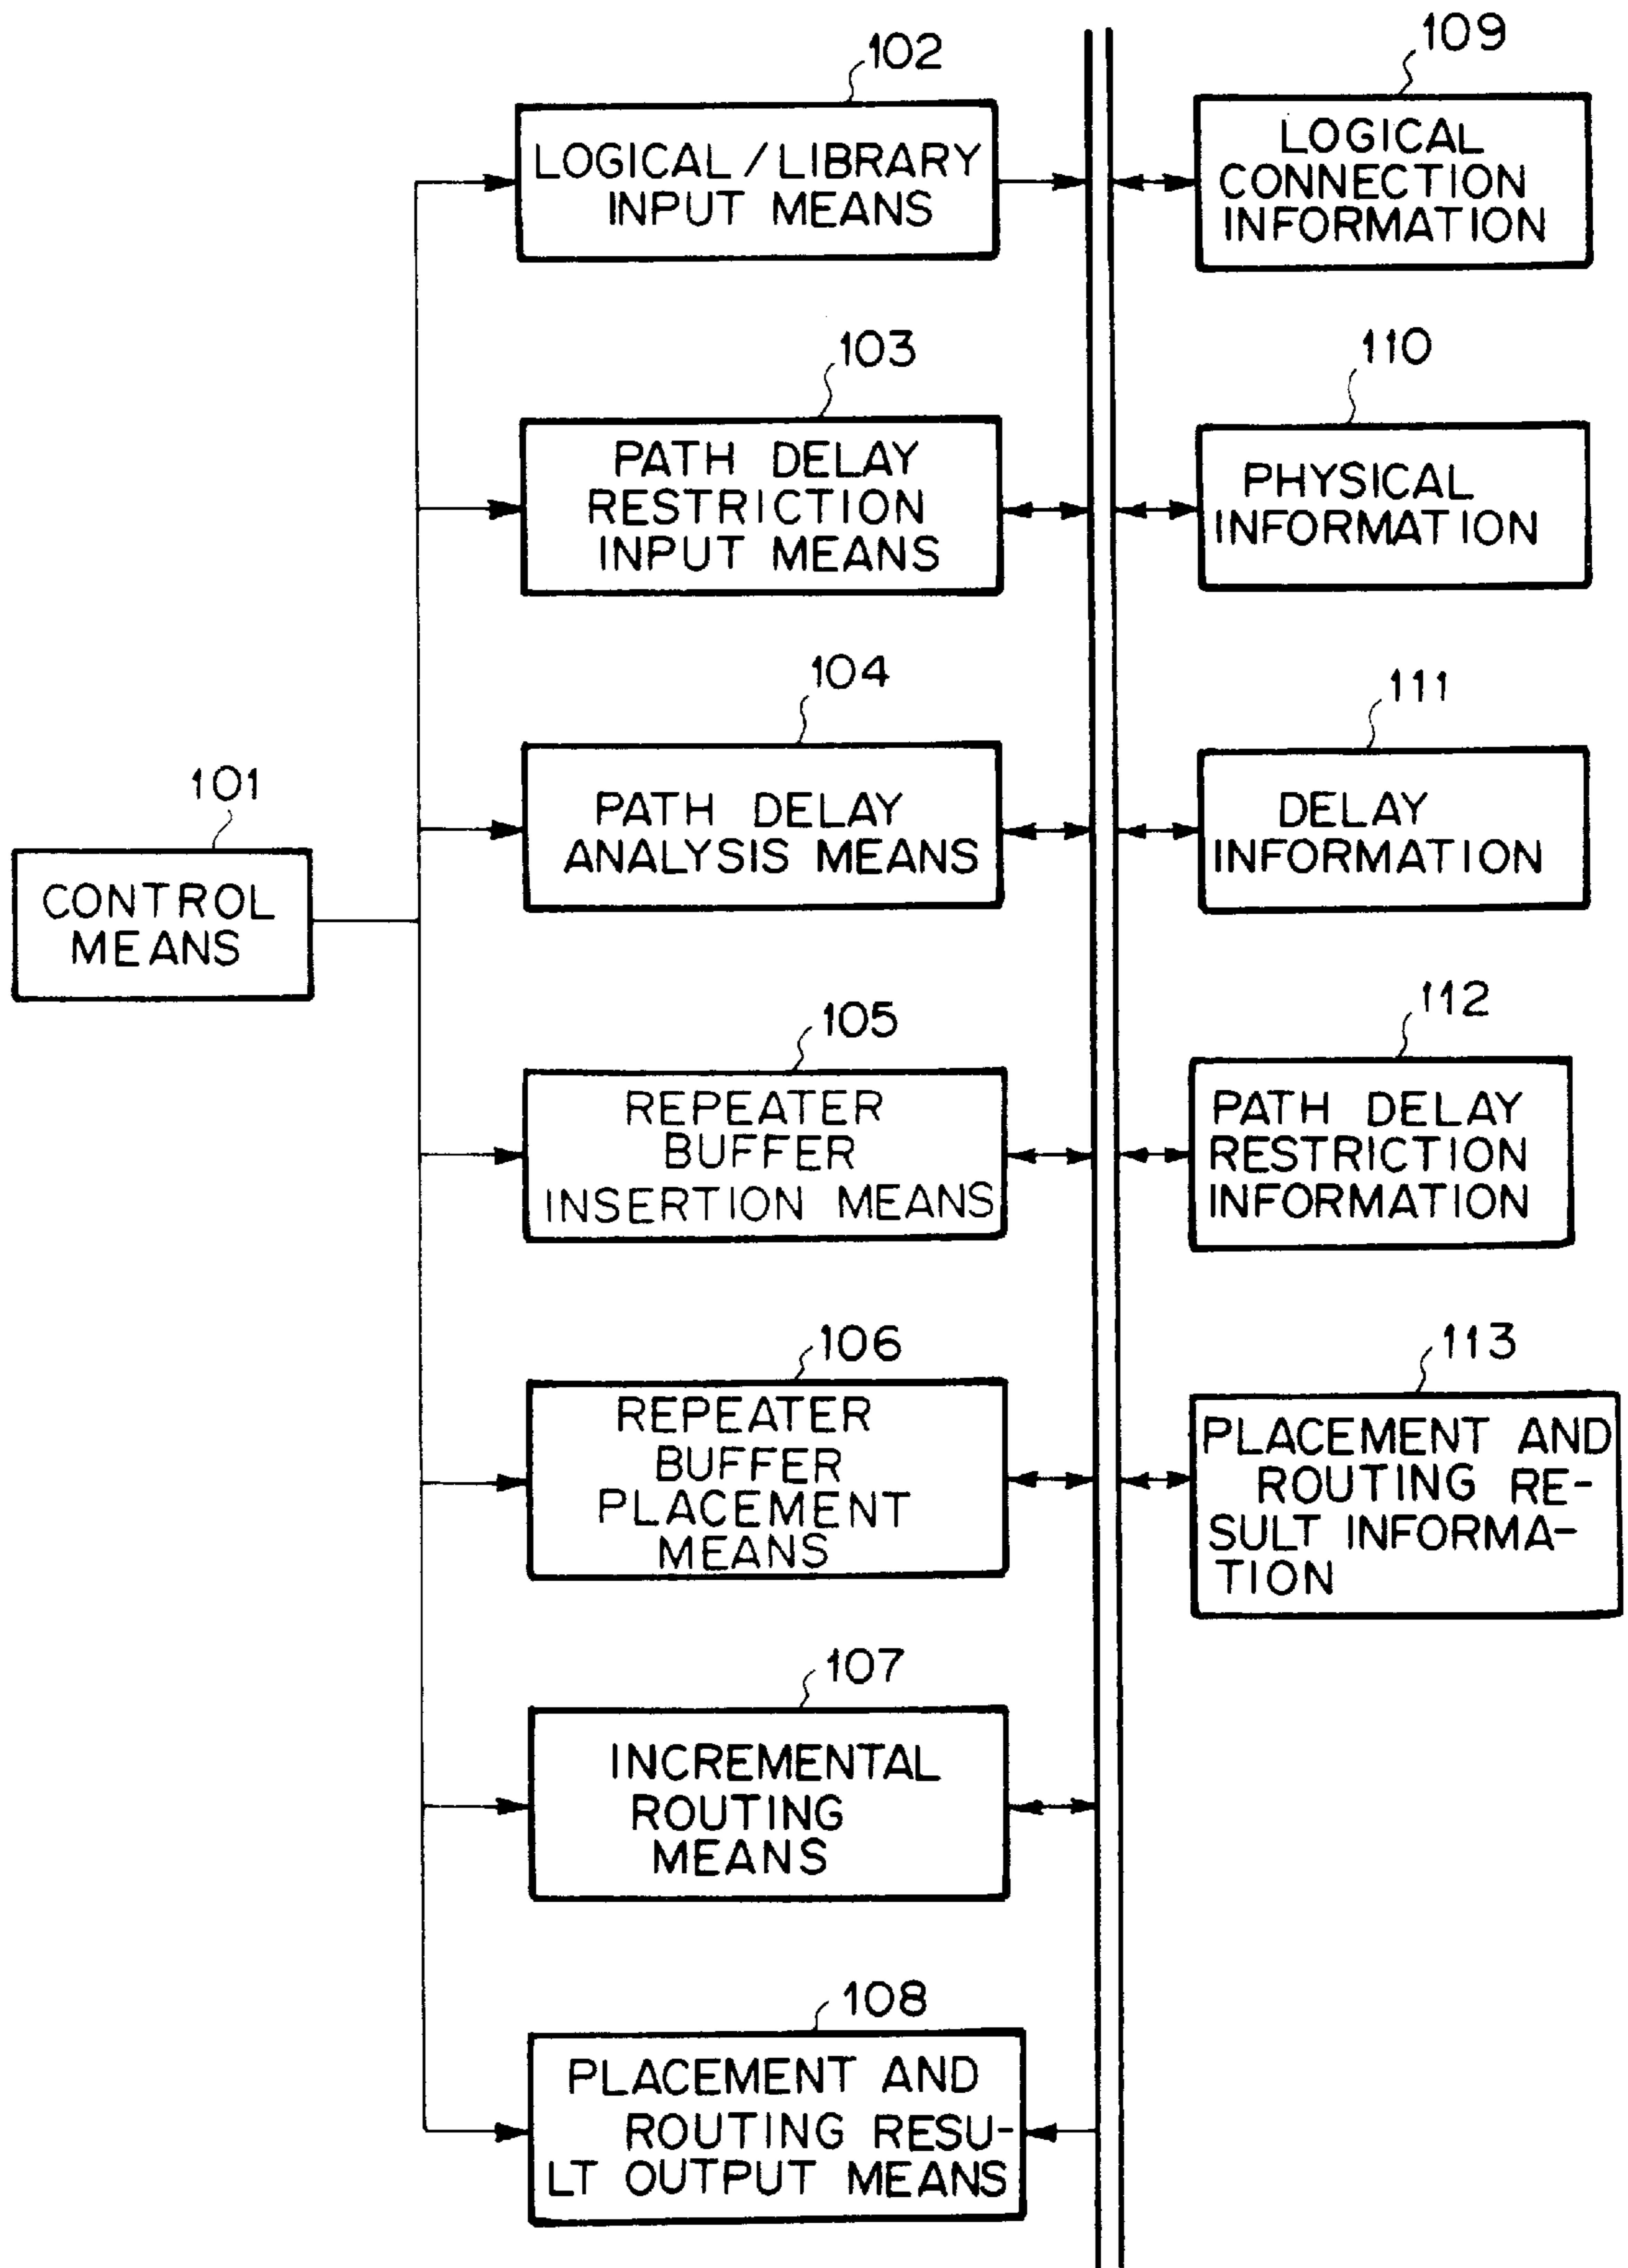 101
CONTROL
MEANS
102
LOGICAL / LIBRARY
INPUT MEANS
103
PATH DELAY
RESTRICTION
INPUT MEANS
104
PATH DELAY
ANALYSIS MEANS
105
REPEATER
BUFFER
INSERTION MEANS
106
REPEATER
BUFFER
PLACEMENT
MEANS
107
INCREMENTAL
ROUTING
MEANS
108
PLACEMENT AND
ROUTING RESU-
LT OUTPUT MEANS
109
LOGICAL
CONNECTION
INFORMATION
110
PHYSICAL
INFORMATION
111
DELAY
INFORMATION
112
PATH DELAY
RESTRICTION
INFORMATION
113
PLACEMENT AND
ROUTING RE-
SULT INFORMA-
TION